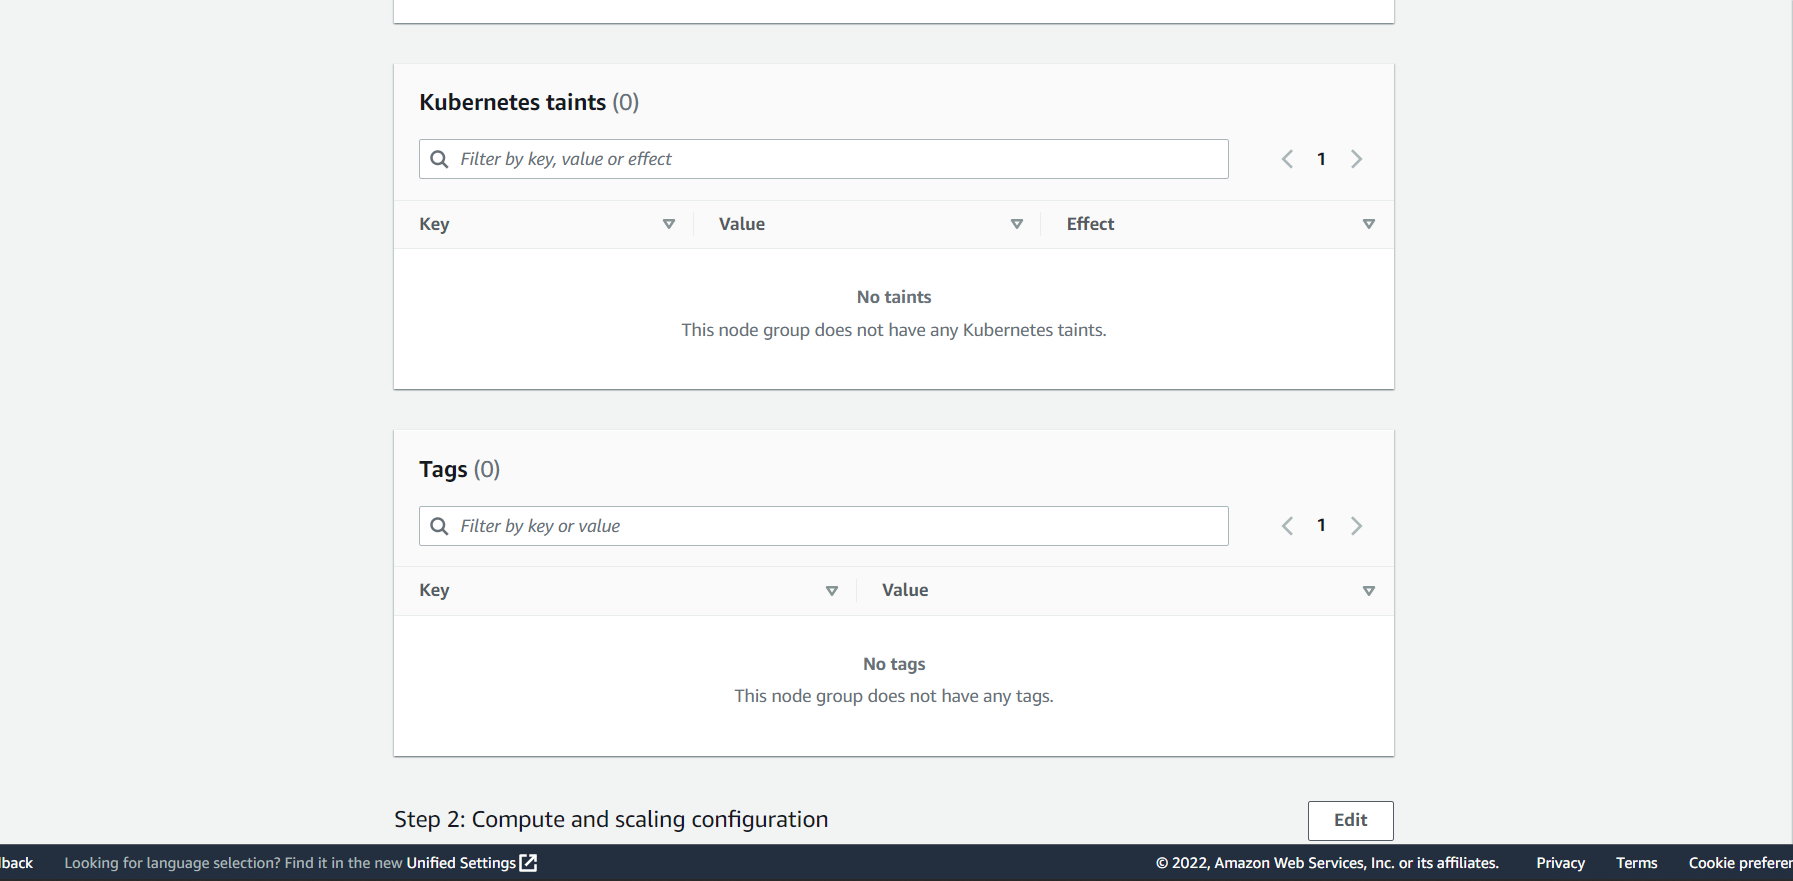 Kubernetes taints (0)
Filter by key, value or effect
1
Key Value Effect
No taints
This node group does not have any Kubernetes taints.
Tags (0)
Filter by key or value
1
Key Value
No tags
This node group does not have any tags.
Step 2: Compute and scaling configuration
Edit
lback Looking for language selection? Find it in the new Unified Settings © 2022, Amazon Web Services, Inc. or its affiliates. Privacy Terms Cookie preferen